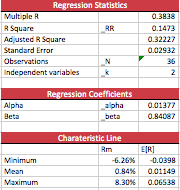 Regression Statistics
Multiple R 0.3838
R Square _RR 0.1473
Adjusted R Square 0.32227
Standard Error 0.02932
Observations _N 36
Independent variables _k 2
Regression Coefficients
Alpha _alpha 0.01377
Beta _beta 0.84087
Charateristic Line
Rm E[R]
Minimum -6.26% -0.0398
Mean 0.84% 0.01149
Maximum 8.30% 0.06538